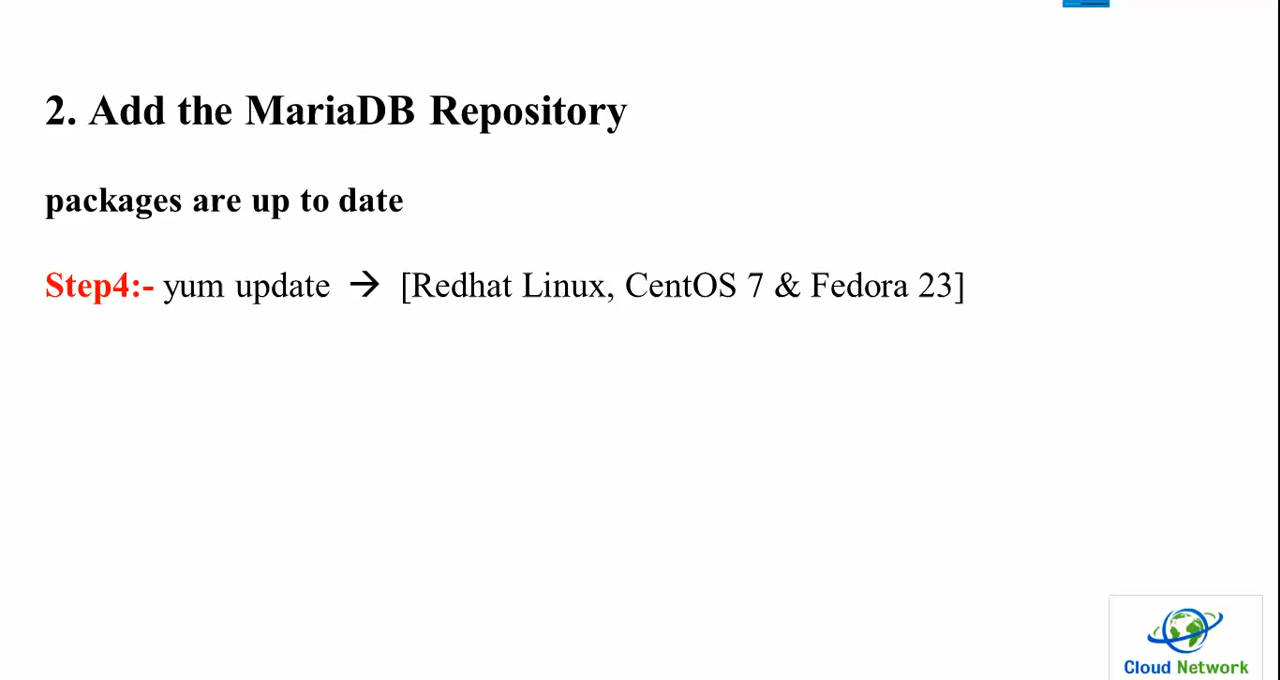 2. Add the MariaDB Repository
packages are up to date
Step4:- yum update → [Redhat Linux, CentOS 7 & Fedora 23]
Cloud Network